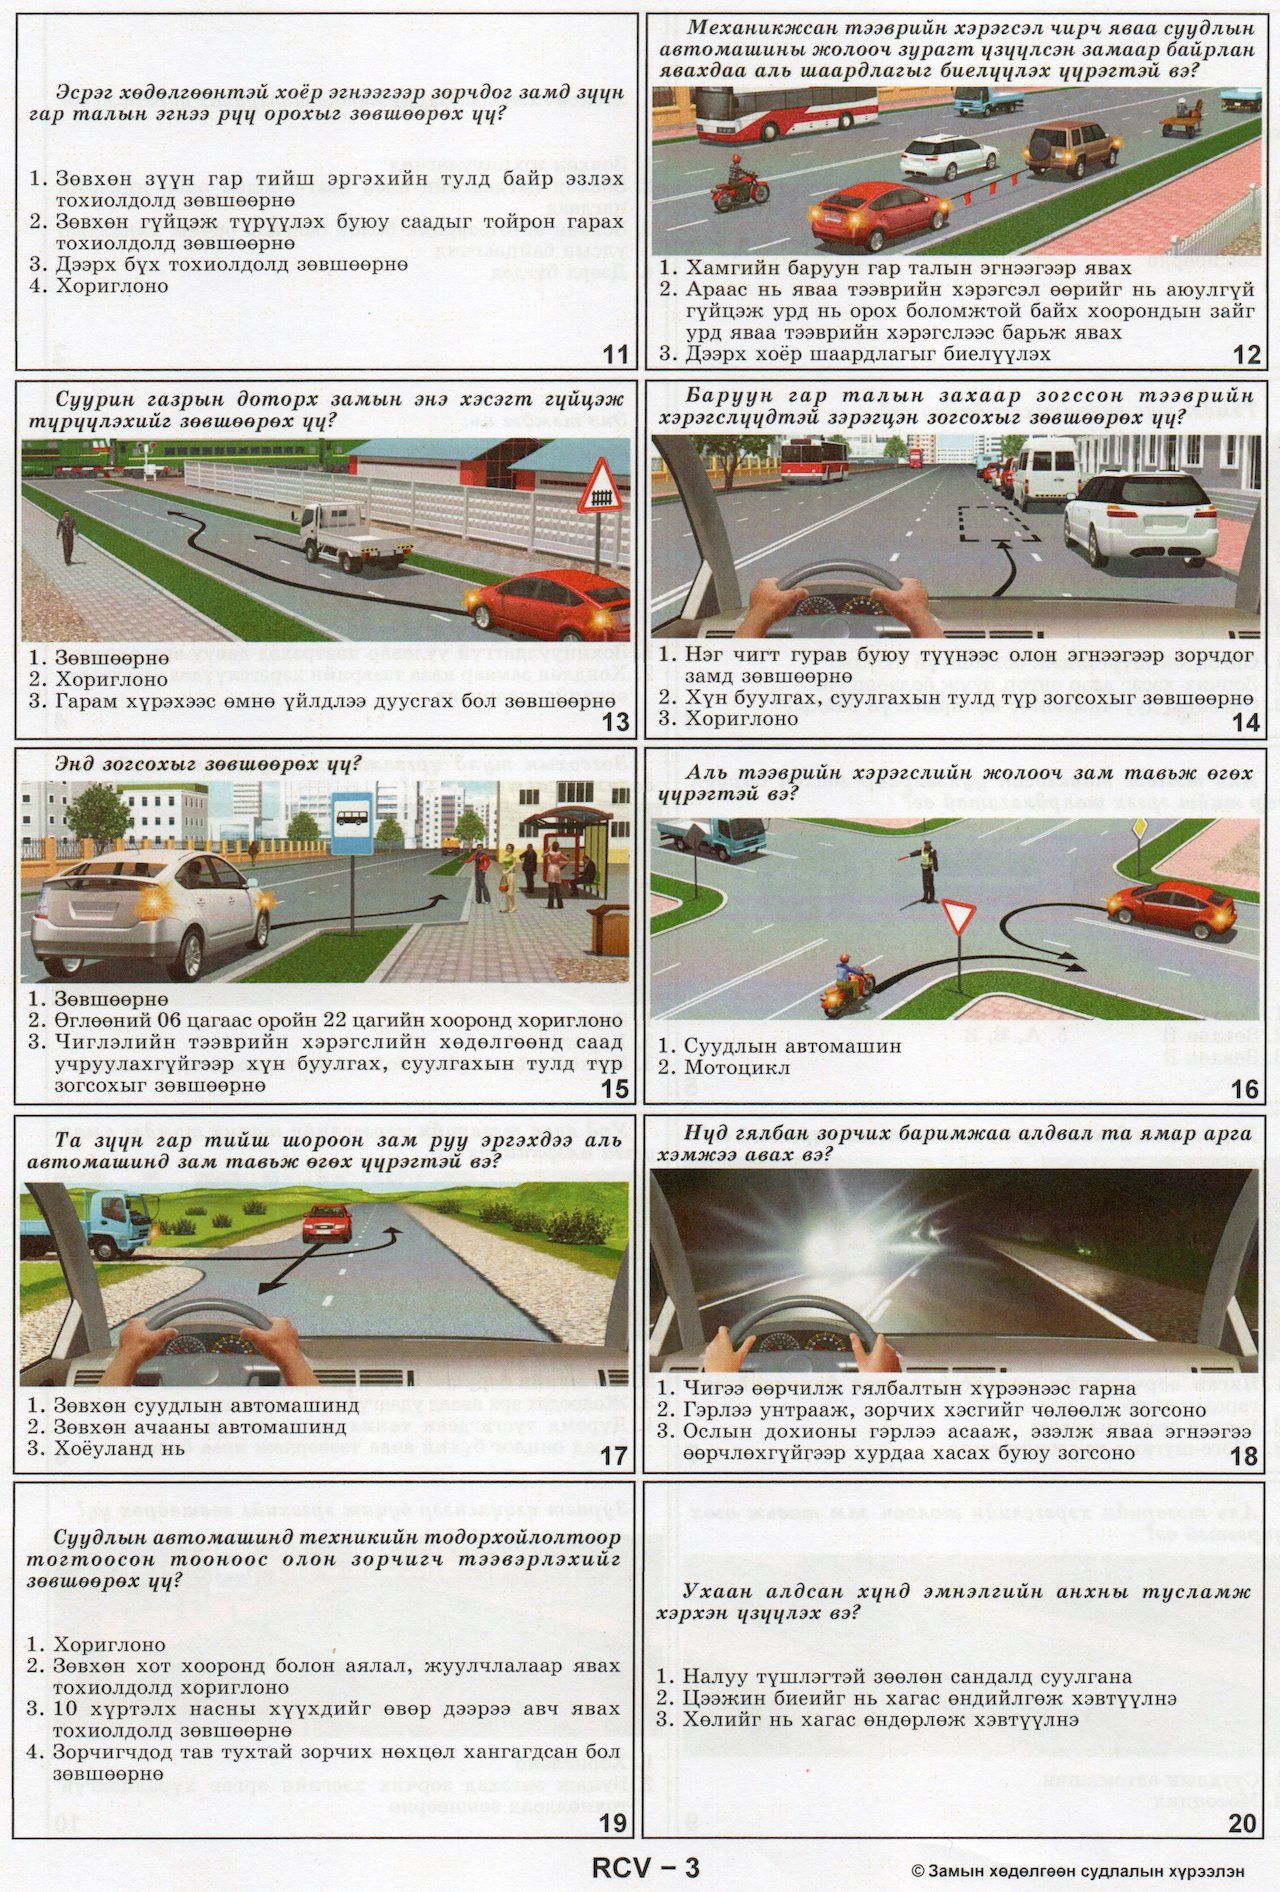 Эсрэг хөдөлгөөнтэй хоёр эгнээгээр зорчдог замд зүүн
гар талын эгнээ рүү орохыг зөвшөөрөх үү?
1. Зөвхөн зүүн гар тийш эргэхийн тулд байр эзлэх
тохиолдолд зөвшөөрнө
2. Зөвхөн гүйцэж түрүүлэх буюу саадыг тойрон гарах
тохиолдолд зөвшөөрнө
3. Дээрх бүх тохиолдолд зөвшөөрнө
4. Хориглоно
11
Механикжсан тээврийн хэрэгсэл чирч яваа суудлын
автомашины жолооч зурагт үзүүлсэн замаар байрлан
явахдаа аль шаардлагыг биелүүлэх үүрэгтэй вэ?
1. Хамгийн баруун гар талын эгнээгээр явах
2. Араас нь яваа тээврийн хэрэгсэл өөрийг нь аюулгүй
гүйцэж урд нь орох боломжтой байх хоорондын зайг
урд яваа тээврийн хэрэгслээс барьж явах
3. Дээрх хоёр шаардлагыг биелүүлэх
12
Суурин газрын доторх замын энэ хэсэгт гүйцэж
түрүүлэхийг зөвшөөрөх үү?
1. Зөвшөөрнө
2. Хориглоно
3. Гарам хүрэхээс өмнө үйлдлээ дуусгах бол зөвшөөрнө
13
Баруун гар талын захаар зогссон тээврийн
хэрэгслүүдтэй зэрэгцэн зогсохыг зөвшөөрөх үү?
1. Нэг чигт гурав буюу түүнээс олон эгнээгээр зорчдог
замд зөвшөөрнө
2. Хүн буулгах, суулгахын тулд түр зогсохыг зөвшөөрнө
3. Хориглоно
14
Энд зогсохыг зөвшөөрөх үү?
1. Зөвшөөрнө
2. Өглөөний 06 цагаас оройн 22 цагийн хооронд хориглоно
3. Чиглэлийн тээврийн хэрэгслийн хөдөлгөөнд саад
учруулахгүйгээр хүн буулгах, суулгахын тулд түр
зогсохыг зөвшөөрнө
15
Аль тээврийн хэрэгслийн жолооч зам тавьж өгөх
үүрэгтэй вэ?
1. Суудлын автомашин
2. Мотоцикл
16
Та зүүн гар тийш шороон зам руу эргэхдээ аль
автомашинд зам тавьж өгөх үүрэгтэй вэ?
1. Зөвхөн суудлын автомашинд
2. Зөвхөн ачааны автомашинд
3. Хоёуланд нь
17
Нүд гялбан зорчих баримжаа алдвал та ямар арга
хэмжээ авах вэ?
1. Чигээ өөрчилж гялбалтын хүрээнээс гарна
2. Гэрлээ унтрааж, зорчих хэсгийг чөлөөлж зогсоно
3. Ослын дохионы гэрлээ асааж, эзэлж яваа эгнээгээ
өөрчлөхгүйгээр хурдаа хасах буюу зогсоно
18
Суудлын автомашинд техникийн тодорхойлолтоор
тогтоосон тооноос олон зорчигч тээвэрлэхийг
зөвшөөрөх үү?
1. Хориглоно
2. Зөвхөн хот хооронд болон аялал, жуулчлалаар явах
тохиолдолд хориглоно
3. 10 хүртэлх насны хүүхдийг өвөр дээрээ авч явах
тохиолдолд зөвшөөрнө
4. Зорчигчдод тав тухтай зорчих нөхцөл хангагдсан бол
зөвшөөрнө
19
Ухаан алдсан хүнд эмнэлгийн анхны тусламж
хэрхэн үзүүлэх вэ?
1. Налуу түшлэгтэй зөөлөн сандалд суулгана
2. Цээжин биеийг нь хагас өндийлгөж хэвтүүлнэ
3. Хөлийг нь хагас өндөрлөж хэвтүүлнэ
20
RCV – 3
© Замын хөдөлгөөн судлалын хүрээлэн